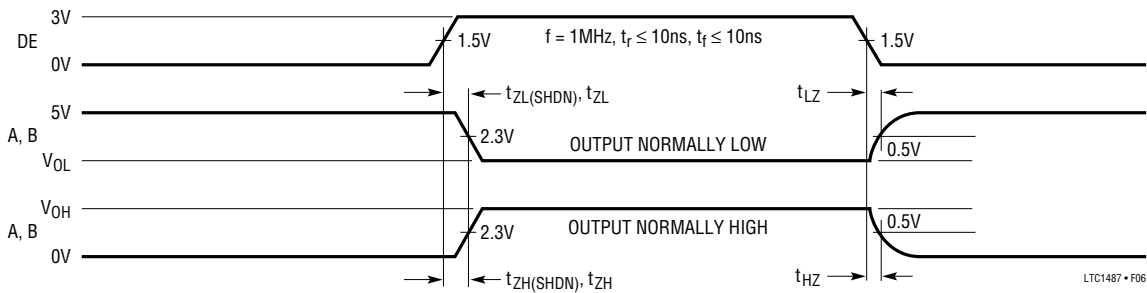 3V
DE
1.5V
f = 1MHz, tr ≤ 10ns, tf ≤ 10ns
1.5V
0V
tZL(SHDN), tZL
tLZ
5V
A, B
2.3V
OUTPUT NORMALLY LOW
0.5V
VOL
VOH
A, B
2.3V
OUTPUT NORMALLY HIGH
0.5V
0V
tZH(SHDN), tZH
tHZ
LTC1487 • F06